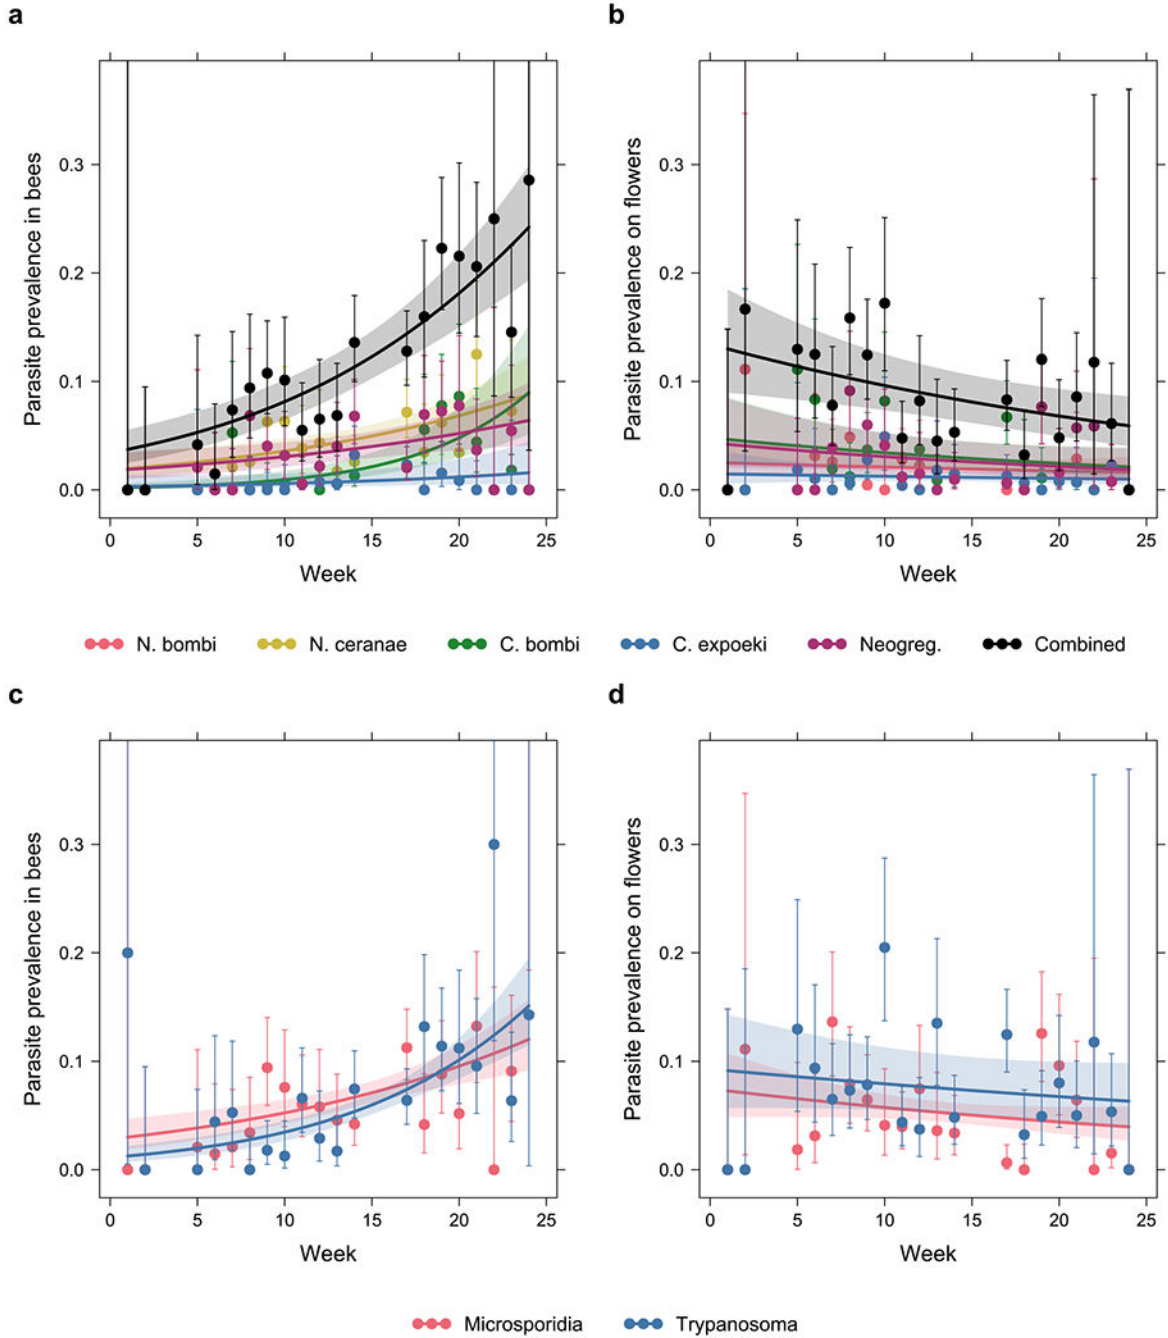 a
b
Parasite prevalence in bees
0.3
0.2
0.1
0.0
0 5 10 15 20 25
Week
Parasite prevalence on flowers
0.3
0.2
0.1
0.0
0 5 10 15 20 25
Week
N. bombi N. ceranae C. bombi C. expoeki Neogreg. Combined
c
d
Parasite prevalence in bees
0.3
0.2
0.1
0.0
0 5 10 15 20 25
Week
Parasite prevalence on flowers
0.3
0.2
0.1
0.0
0 5 10 15 20 25
Week
Microsporidia Trypanosoma